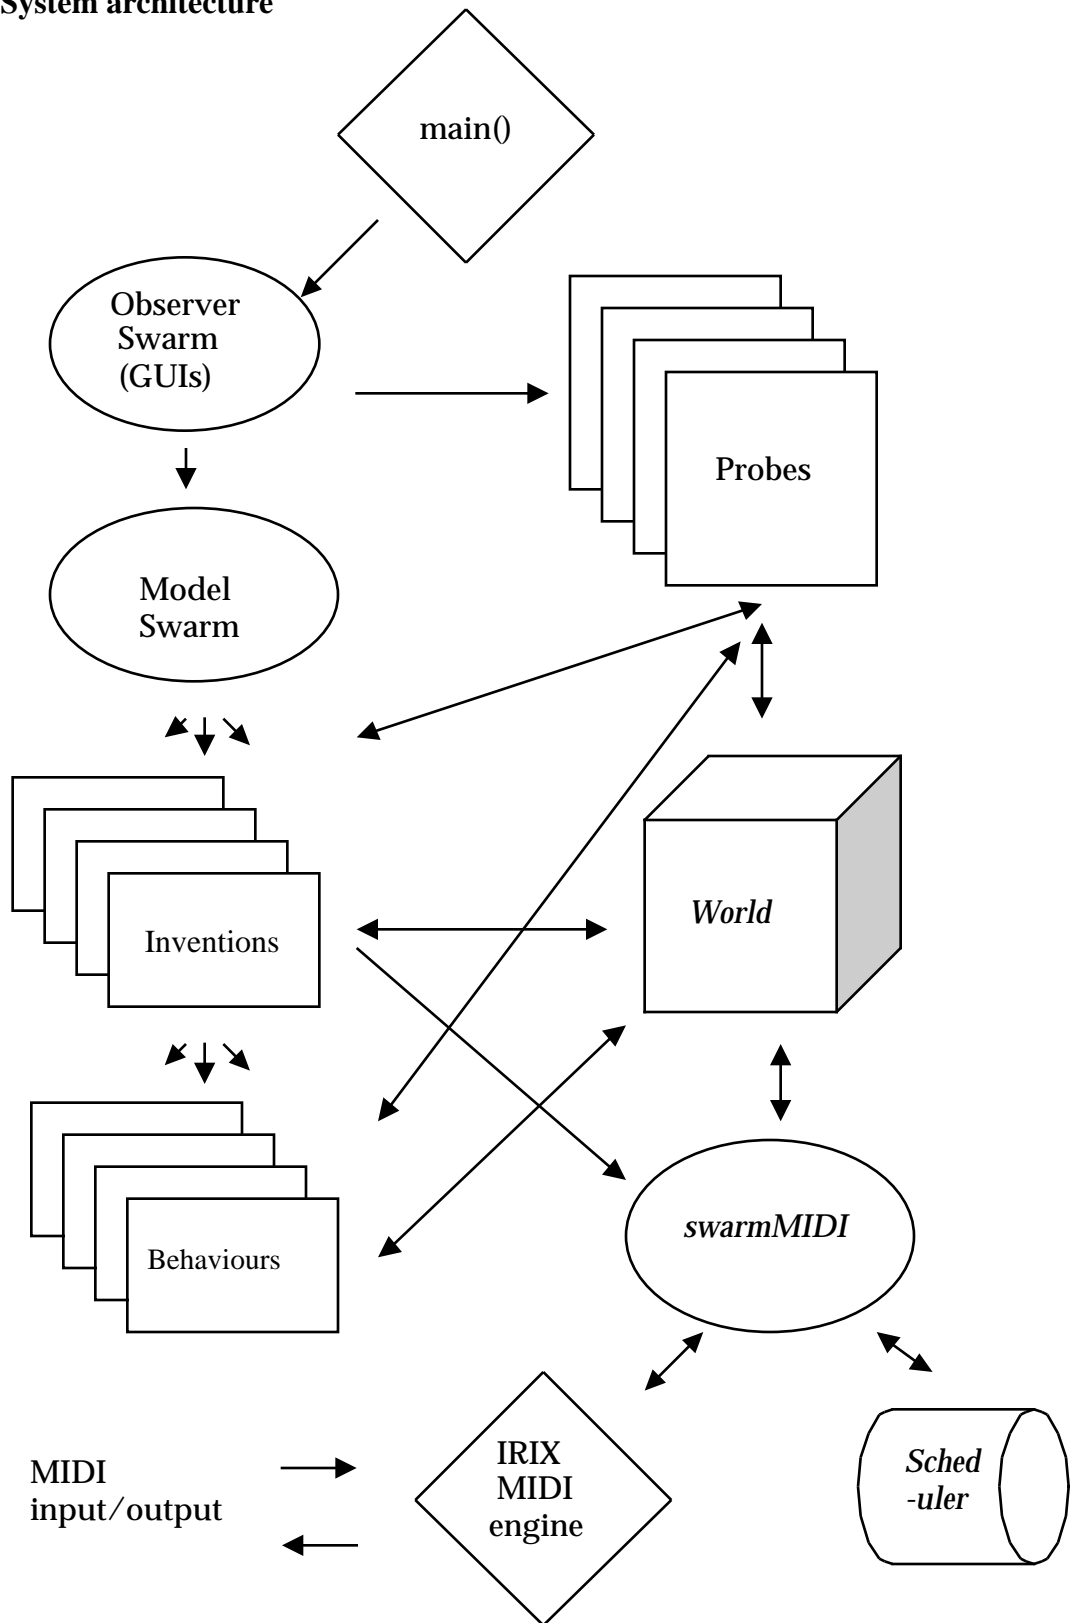 System architecture
main()
Observer
Swarm
(GUIs)
Probes
Model
Swarm
World
Inventions
swarmMIDI
Behaviours
IRIX
MIDI
engine
Sched
-uler
MIDI
input/output